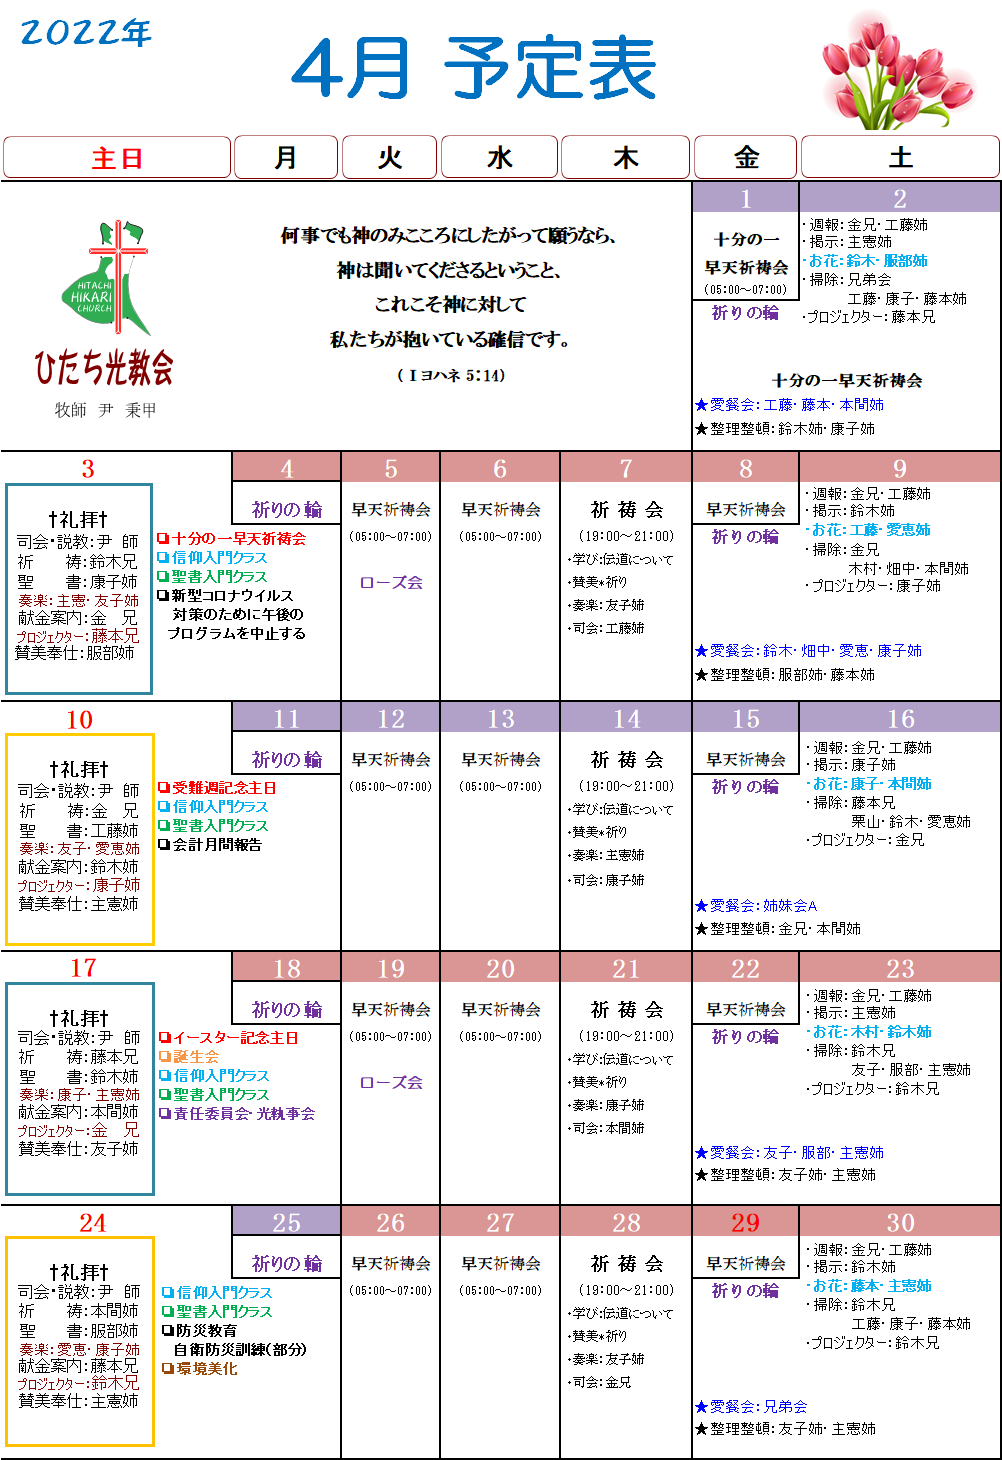 2022年
4月 予定表
主日 月 火 水 木 金 土
HITACHI
HIKARI
CHURCH
ひたち光教会
牧師 尹 秉甲
何事でも神のみこころにしたがって願うなら、
神は聞いてくださるということ、
これこそ神に対して
私たちが抱いている確信です。
(Ⅰヨハネ 5:14)
1
十分の一
早天祈祷会
(05:00～07:00)
祈りの輪
2
・週報:金兄・工藤姉
・掲示:主憲姉
・お花:鈴木・服部姉
・掃除:兄弟会
工藤・康子・藤本姉
・プロジェクター:藤本兄
十分の一早天祈祷会
★愛餐会:工藤・藤本・本間姉
★整理整頓:鈴木姉・康子姉
3
✝礼拝✝
司会・説教:尹 師
祈 祷:鈴木兄
聖 書:康子姉
奏楽:主憲・友子姉
献金案内:金 兄
プロジェクター:藤本兄
賛美奉仕:服部姉
❏十分の一早天祈祷会
❏信仰入門クラス
❏聖書入門クラス
❏新型コロナウイルス
対策のために午後の
プログラムを中止する
4
祈りの輪
5
早天祈祷会
(05:00～07:00)
ローズ会
6
早天祈祷会
(05:00～07:00)
7
祈 祷 会
(19:00～21:00)
・学び:伝道について
・賛美*祈り
・奏楽:友子姉
・司会:工藤姉
8
早天祈祷会
祈りの輪
9
・週報:金兄・工藤姉
・掲示:鈴木姉
・お花:工藤・愛恵姉
・掃除:金兄
木村・畑中・本間姉
・プロジェクター:康子姉
★愛餐会:鈴木・畑中・愛恵・康子姉
★整理整頓:服部姉・藤本姉
10
✝礼拝✝
司会・説教:尹 師
祈 祷:金 兄
聖 書:工藤姉
奏楽:友子・愛恵姉
献金案内:鈴木姉
プロジェクター:康子姉
賛美奉仕:主憲姉
❏受難週記念主日
❏信仰入門クラス
❏聖書入門クラス
❏会計月間報告
11
祈りの輪
12
早天祈祷会
(05:00～07:00)
13
早天祈祷会
(05:00～07:00)
14
祈 祷 会
(19:00～21:00)
・学び:伝道について
・賛美*祈り
・奏楽:主憲姉
・司会:康子姉
15
早天祈祷会
祈りの輪
16
・週報:金兄・工藤姉
・掲示:康子姉
・お花:康子・本間姉
・掃除:藤本兄
栗山・鈴木・愛恵姉
・プロジェクター:金兄
★愛餐会:姉妹会A
★整理整頓:金兄・本間姉
17
✝礼拝✝
司会・説教:尹 師
祈 祷:藤本兄
聖 書:鈴木姉
奏楽:康子・主憲姉
献金案内:本間姉
プロジェクター:金 兄
賛美奉仕:友子姉
❏イースター記念主日
❏誕生会
❏信仰入門クラス
❏聖書入門クラス
❏責任委員会・光執事会
18
祈りの輪
19
早天祈祷会
(05:00～07:00)
ローズ会
20
早天祈祷会
(05:00～07:00)
21
祈 祷 会
(19:00～21:00)
・学び:伝道について
・賛美*祈り
・奏楽:康子姉
・司会:本間姉
22
早天祈祷会
祈りの輪
23
・週報:金兄・工藤姉
・掲示:主憲姉
・お花:木村・鈴木姉
・掃除:鈴木兄
友子・服部・主憲姉
・プロジェクター:鈴木兄
★愛餐会:友子・服部・主憲姉
★整理整頓:友子姉・主憲姉
24
✝礼拝✝
司会・説教:尹 師
祈 祷:本間姉
聖 書:服部姉
奏楽:愛恵・康子姉
献金案内:藤本兄
プロジェクター:鈴木兄
賛美奉仕:主憲姉
❏信仰入門クラス
❏聖書入門クラス
❏防災教育
自衛防災訓練(部分)
❏環境美化
25
祈りの輪
26
早天祈祷会
(05:00～07:00)
27
早天祈祷会
(05:00～07:00)
28
祈 祷 会
(19:00～21:00)
・学び:伝道について
・賛美*祈り
・奏楽:友子姉
・司会:金兄
29
早天祈祷会
祈りの輪
30
・週報:金兄・工藤姉
・掲示:鈴木姉
・お花:藤本・主憲姉
・掃除:鈴木兄
工藤・康子・藤本姉
・プロジェクター:鈴木兄
★愛餐会:兄弟会
★整理整頓:友子姉・主憲姉